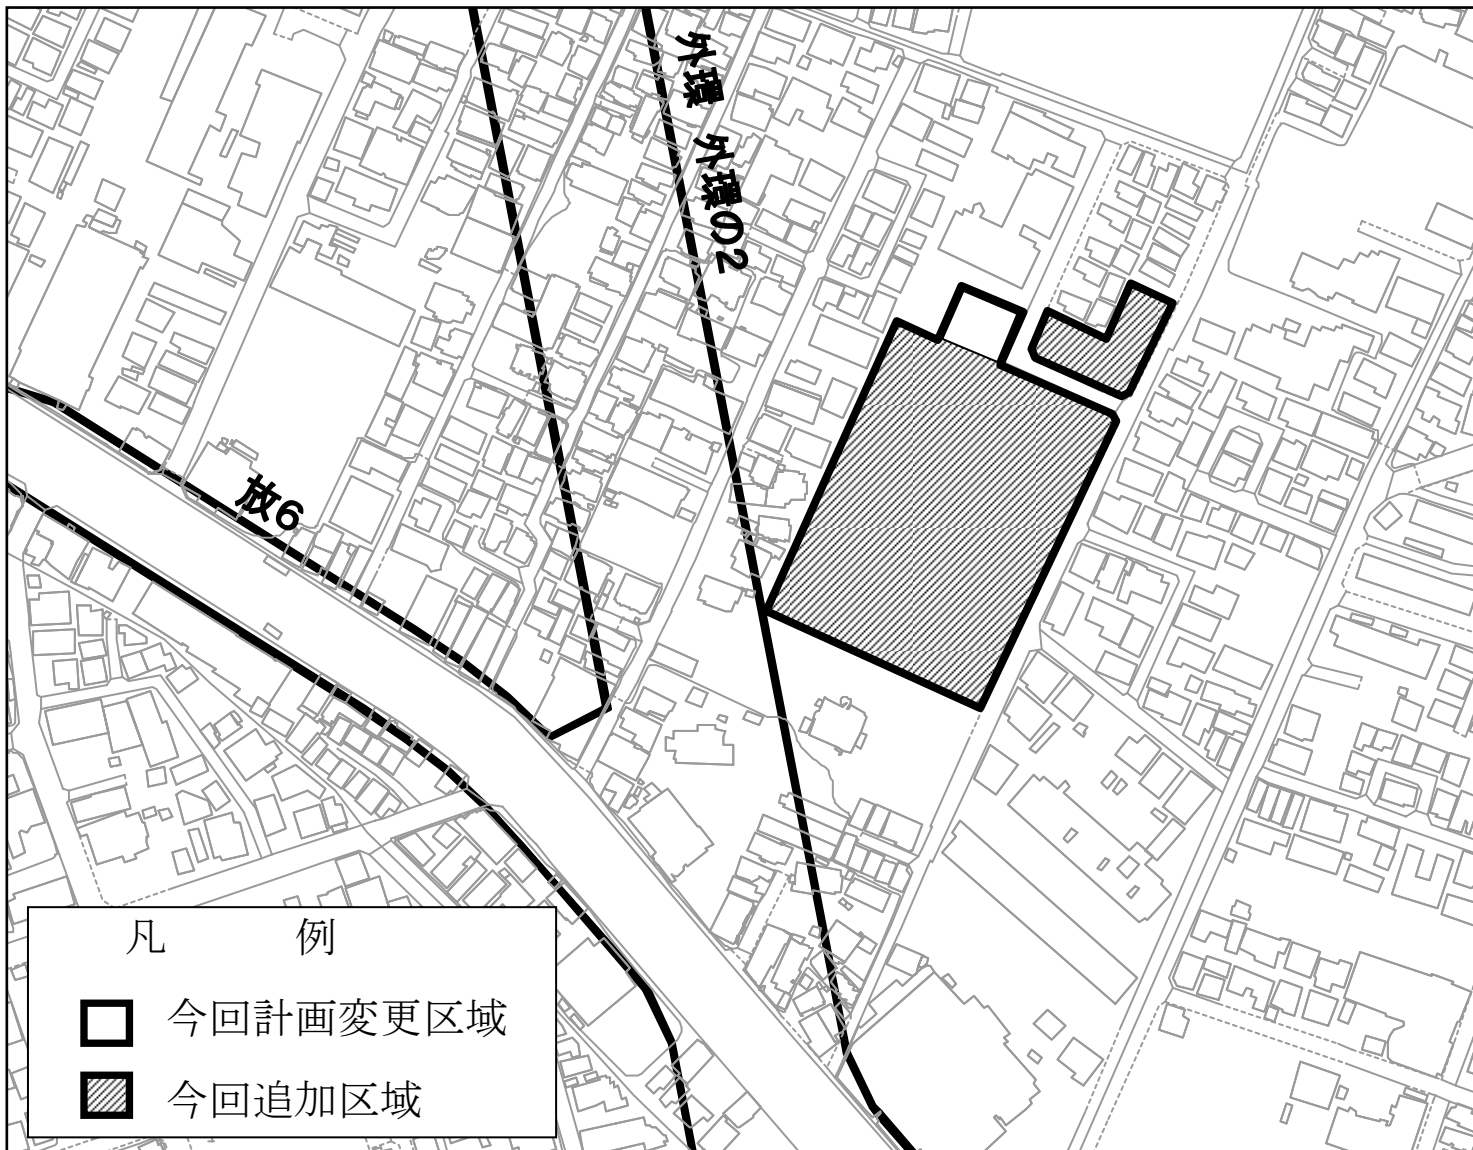 外環 外環の2
放6
凡 例
今回計画変更区域
今回追加区域